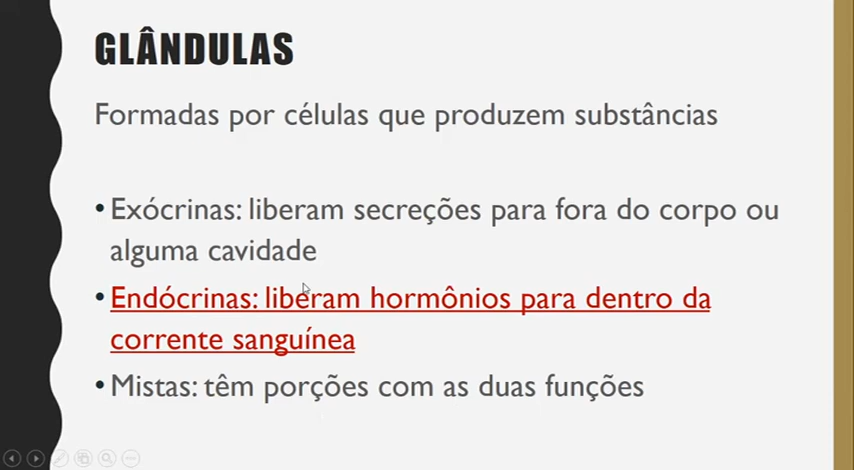 GLÂNDULAS
Formadas por células que produzem substâncias
•Exócrinas: liberam secreções para fora do corpo ou
alguma cavidade
•Endócrinas: liberam hormônios para dentro da
corrente sanguínea
•Mistas: têm porções com as duas funções